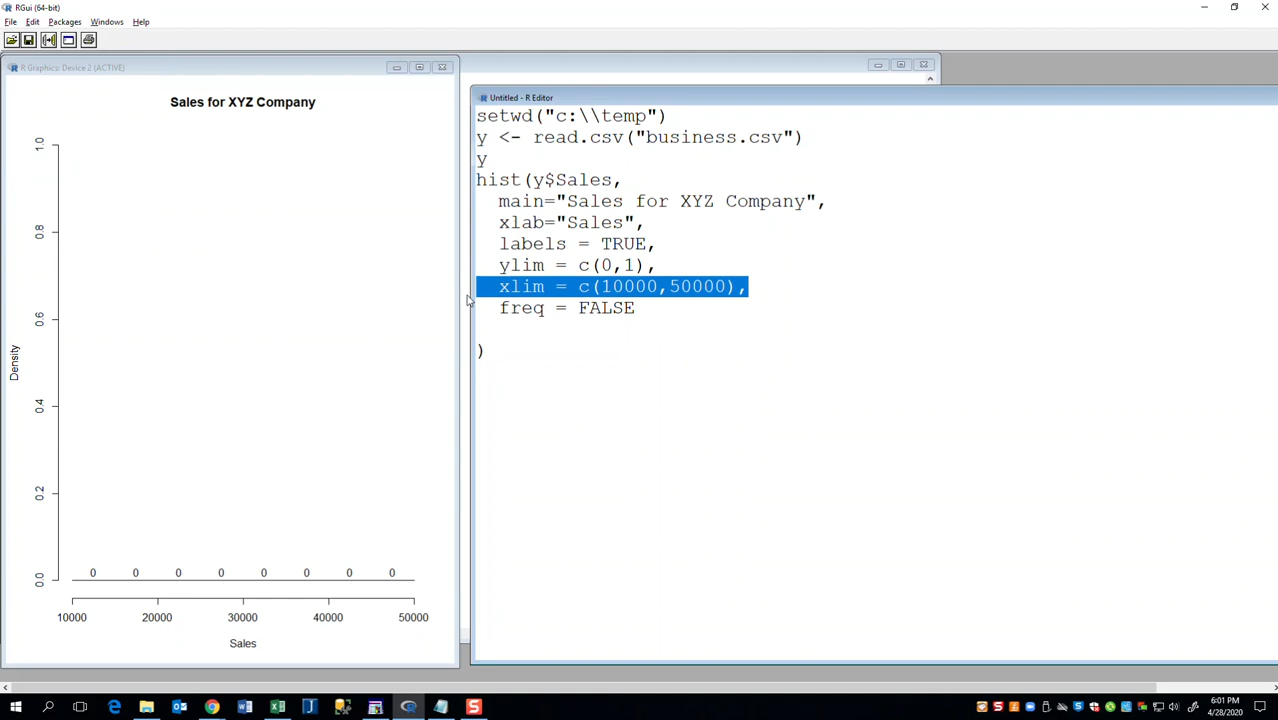 RGui (64-bit)
File Edit Packages Windows Help
R Graphics: Device 2 (ACTIVE)
Sales for XYZ Company
1.0
0.8
0.6
0.4
0.2
0.0
Density
0 0 0 0 0 0 0 0
10000 20000 30000 40000 50000
Sales
Untitled - R Editor
setwd("c:\\temp")
y <- read.csv("business.csv")
y
hist(y$Sales,
main="Sales for XYZ Company",
xlab="Sales",
labels = TRUE,
ylim = c(0,1),
xlim = c(10000,50000),
freq = FALSE
)
6:01 PM
4/28/2020